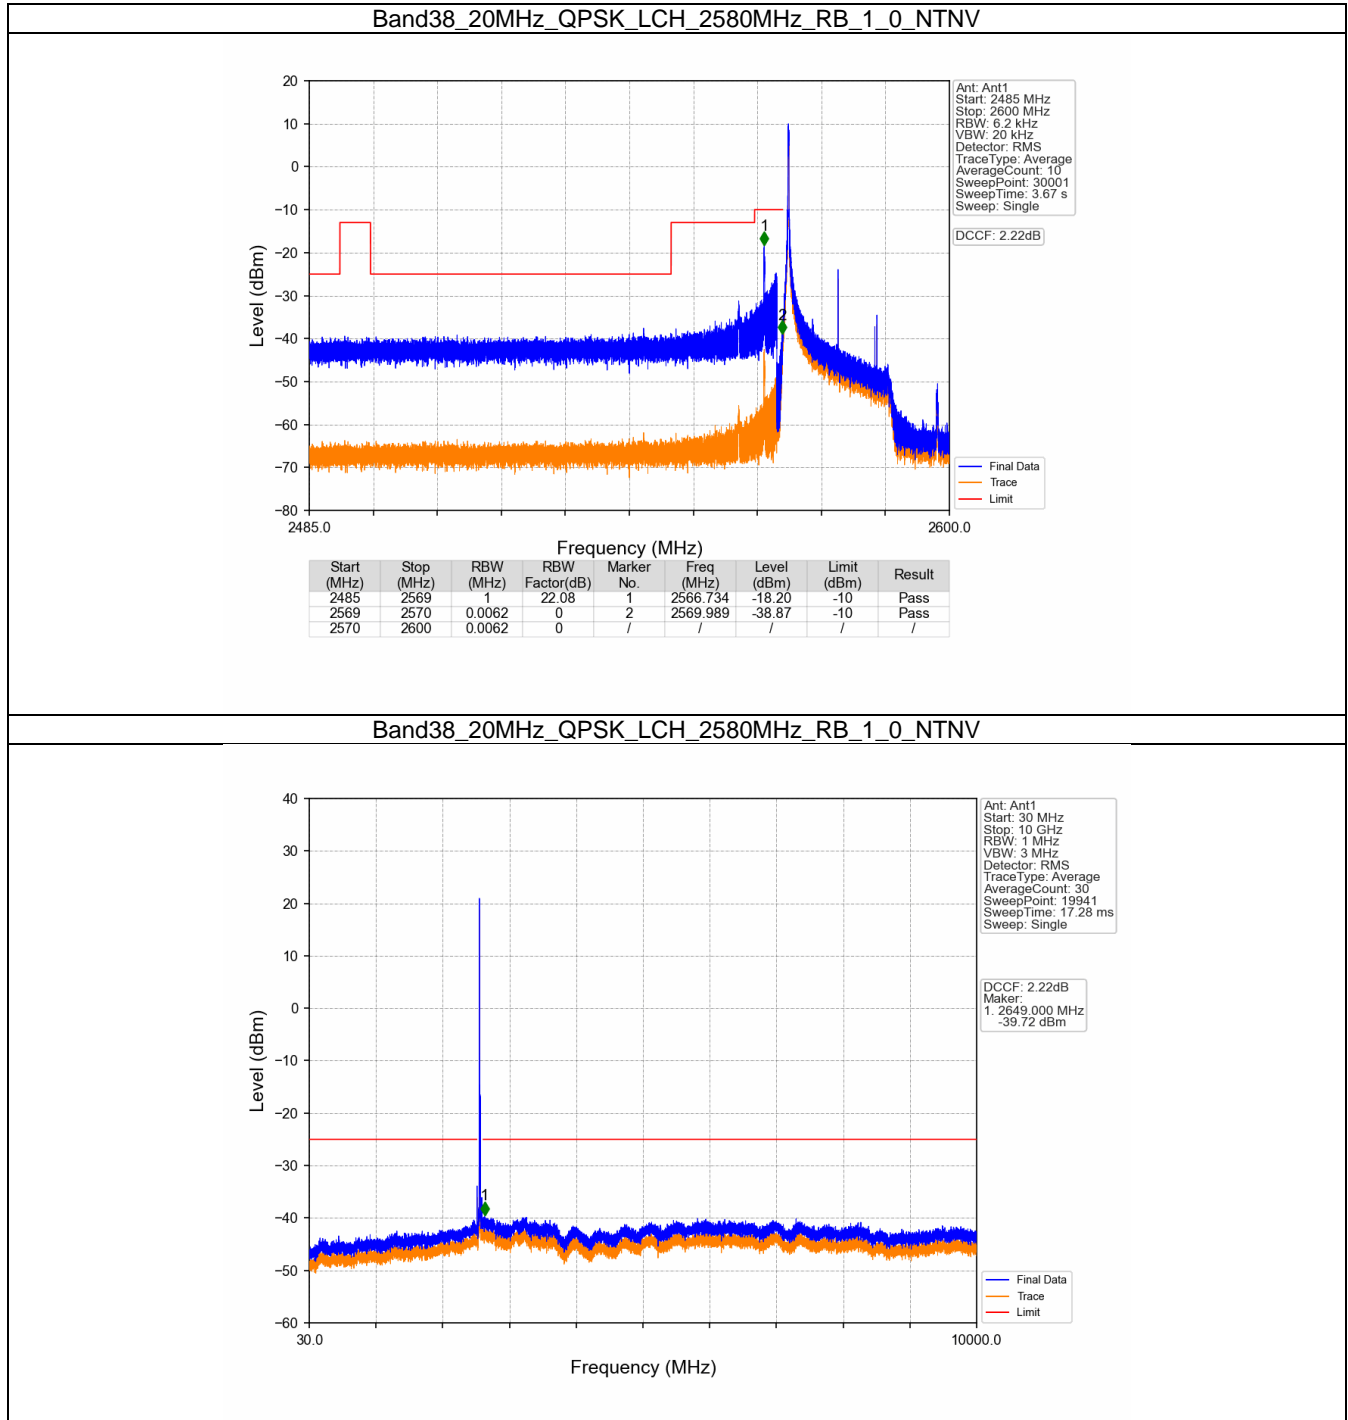 Band38_20MHz_QPSK_LCH_2580MHz_RB_1_0_NTNV
20
10
0
−10
−20
−30
−40
−50
−60
−70
−80
Level (dBm)
1
2
2485.0
2600.0
Frequency (MHz)
Ant: Ant1
Start: 2485 MHz
Stop: 2600 MHz
RBW: 6.2 kHz
VBW: 20 kHz
Detector: RMS
TraceType: Average
AverageCount: 10
SweepPoint: 30001
SweepTime: 3.67 s
Sweep: Single
DCCF: 2.22dB
Final Data
Trace
Limit
Start (MHz) Stop (MHz) RBW (MHz) RBW Factor(dB) Marker No. Freq (MHz) Level (dBm) Limit (dBm) Result
2485 2569 1 22.08 1 2566.734 -18.20 -10 Pass
2569 2570 0.0062 0 2 2569.989 -38.87 -10 Pass
2570 2600 0.0062 0 / / / / /
Band38_20MHz_QPSK_LCH_2580MHz_RB_1_0_NTNV
40
30
20
10
0
−10
−20
−30
−40
−50
−60
Level (dBm)
1
30.0
10000.0
Frequency (MHz)
Ant: Ant1
Start: 30 MHz
Stop: 10 GHz
RBW: 1 MHz
VBW: 3 MHz
Detector: RMS
TraceType: Average
AverageCount: 30
SweepPoint: 19941
SweepTime: 17.28 ms
Sweep: Single
DCCF: 2.22dB
Maker:
1. 2649.000 MHz
-39.72 dBm
Final Data
Trace
Limit